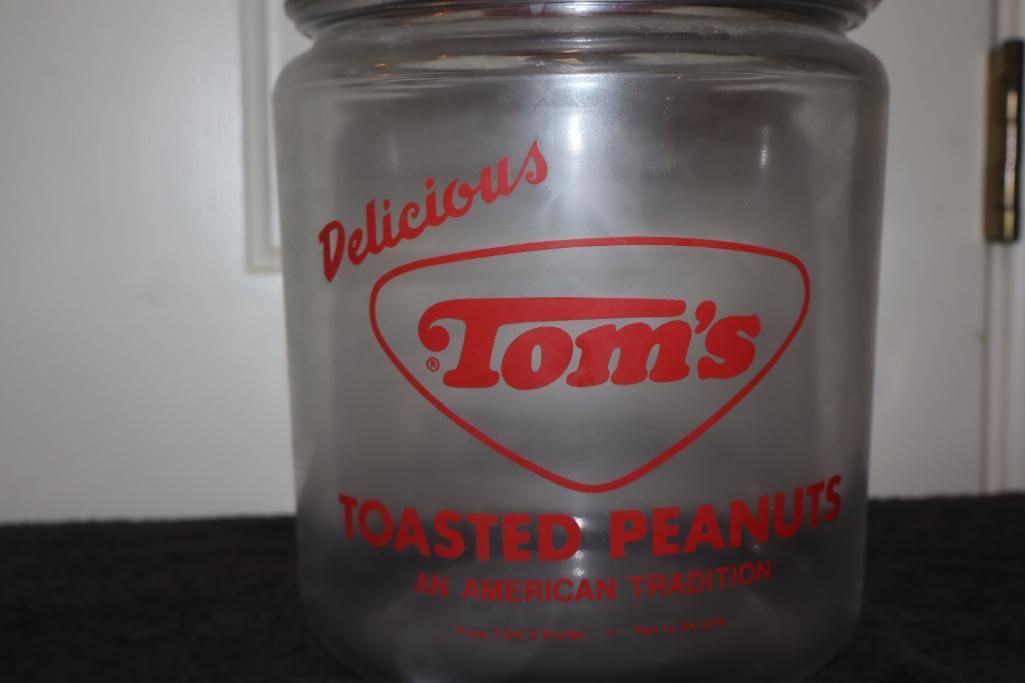 Delicious
Tom's
®
TOASTED PEANUTS
AN AMERICAN TRADITION